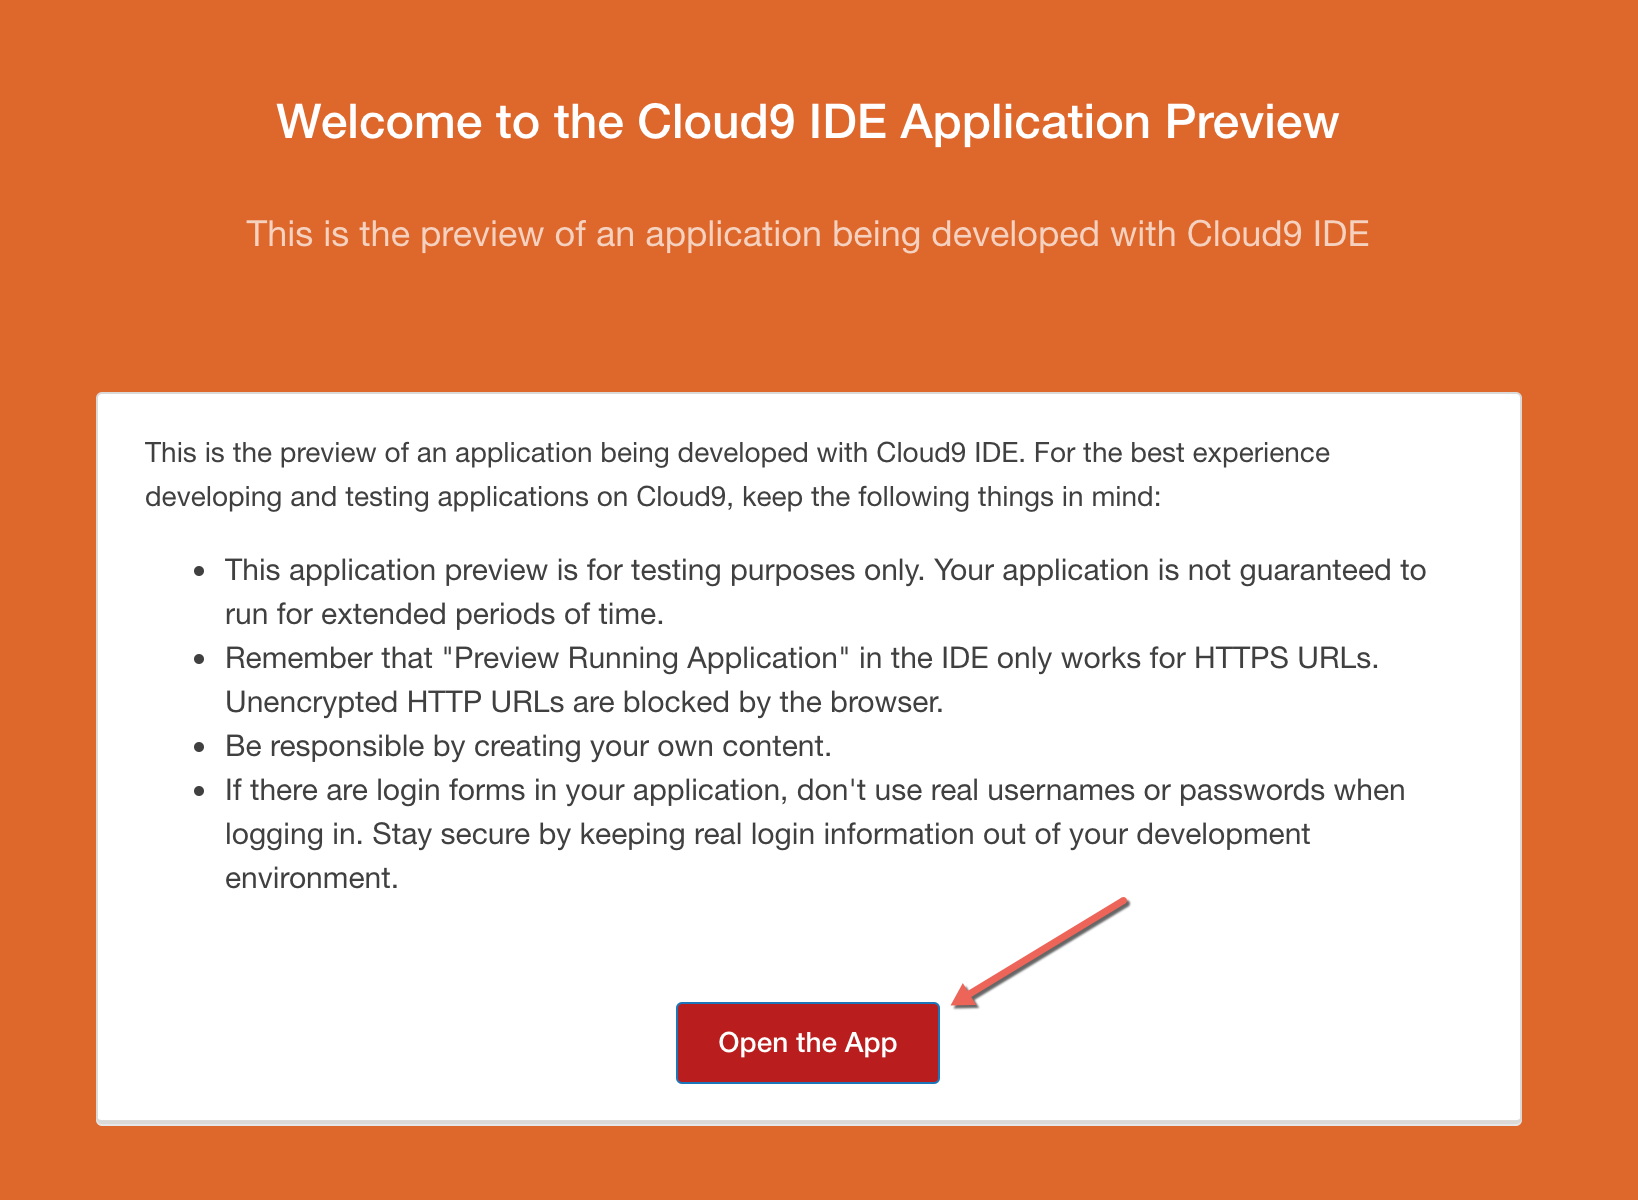 Welcome to the Cloud9 IDE Application Preview
This is the preview of an application being developed with Cloud9 IDE
This is the preview of an application being developed with Cloud9 IDE. For the best experience
developing and testing applications on Cloud9, keep the following things in mind:
• This application preview is for testing purposes only. Your application is not guaranteed to
run for extended periods of time.
• Remember that "Preview Running Application" in the IDE only works for HTTPS URLs.
Unencrypted HTTP URLs are blocked by the browser.
• Be responsible by creating your own content.
• If there are login forms in your application, don't use real usernames or passwords when
logging in. Stay secure by keeping real login information out of your development
environment.
Open the App